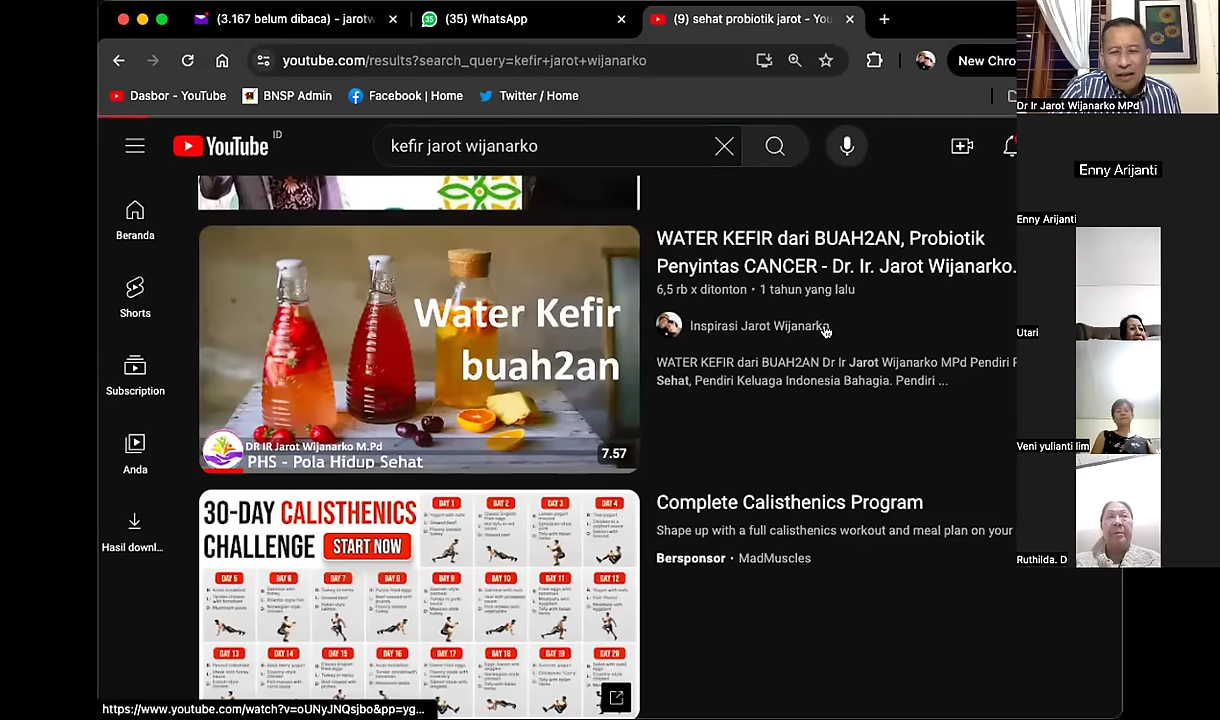 (3.167 belum dibaca) - jarotw
(35) WhatsApp
(9) sehat probiotik jarot - You
youtube.com/results?search_query=kefir+jarot+wijanarko
New Chro
Dasbor - YouTube
BNSP Admin
Facebook | Home
Twitter / Home
Dr Ir Jarot Wijanarko MPd
YouTube ID
kefir jarot wijanarko
Enny Arijanti
Enny Arijanti
Beranda
Shorts
Subscription
Anda
Hasil downl...
Water Kefir
buah2an
DR IR Jarot Wijanarko M.Pd
PHS - Pola Hidup Sehat
7.57
WATER KEFIR dari BUAH2AN, Probiotik
Penyintas CANCER - Dr. Ir. Jarot Wijanarko.
6,5 rb x ditonton • 1 tahun yang lalu
Inspirasi Jarot Wijanarko
WATER KEFIR dari BUAH2AN Dr Ir Jarot Wijanarko MPd Pendiri P
Sehat, Pendiri Keluaga Indonesia Bahagia. Pendiri ...
Utari
Veni yulianti lim
Ruthilda. D
30-DAY CALISTHENICS
CHALLENGE START NOW
DAY 1 DAY 2 DAY 3 DAY 4
DAY 5 DAY 6 DAY 7 DAY 8 DAY 9 DAY 10 DAY 11 DAY 12
DAY 13 DAY 14 DAY 15 DAY 16 DAY 17 DAY 18 DAY 19 DAY 20
Complete Calisthenics Program
Shape up with a full calisthenics workout and meal plan on your
Bersponsor • MadMuscles
https://www.youtube.com/watch?v=oUNyJNQsjbo&pp=yg...